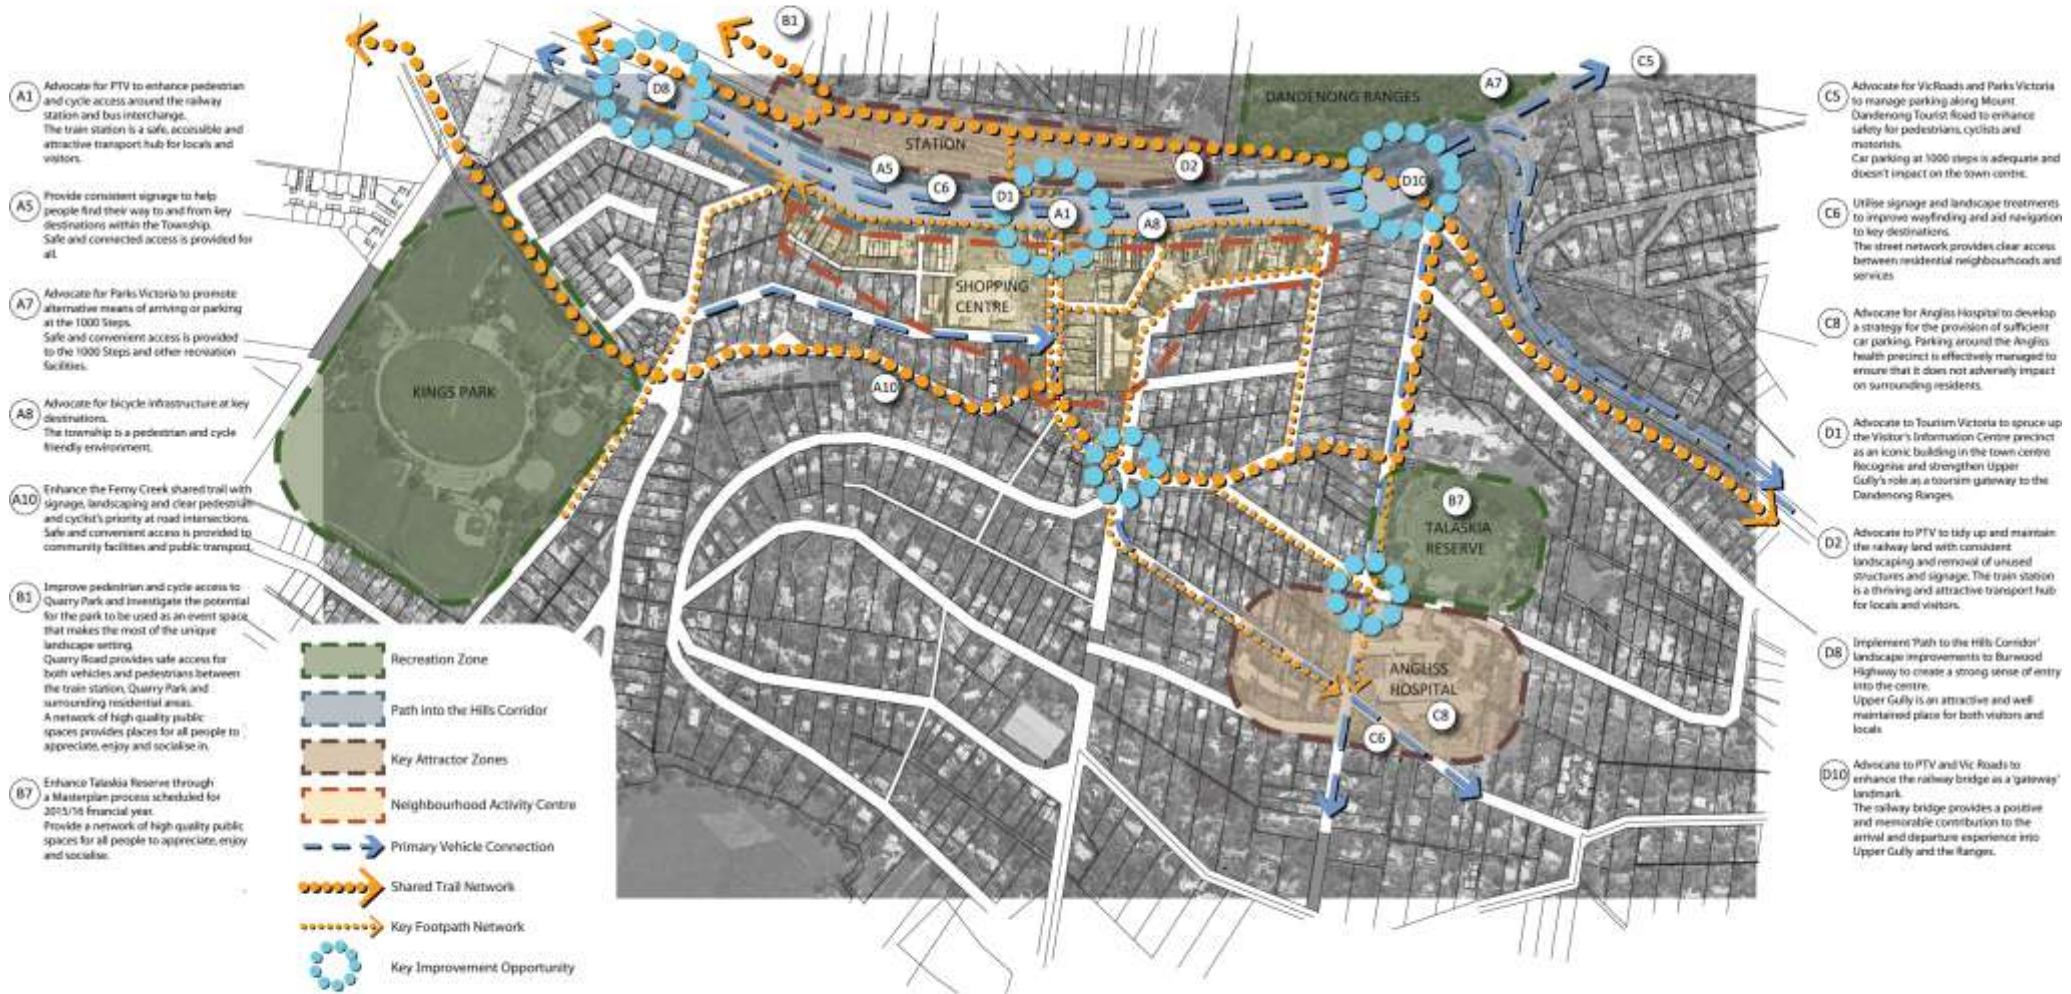 A1
Advocate for PTV to enhance pedestrian
and cycle access around the railway
station and bus interchange.
The train station is a safe, accessible and
attractive transport hub for locals and
visitors.
A5
Provide consistent signage to help
people find their way to and from key
destinations within the Township.
Safe and connected access is provided for
all.
A7
Advocate for Parks Victoria to promote
alternative means of arriving or parking
at the 1000 Steps.
Safe and convenient access is provided
to the 1000 Steps and other recreation
facilities.
A8
Advocate for bicycle infrastructure at key
destinations.
The township is a pedestrian and cycle
friendly environment.
A10
Enhance the Ferny Creek shared trail with
signage, landscaping and clear pedestrian
and cyclist's priority at road intersections.
Safe and convenient access is provided to
community facilities and public transport.
B1
Improve pedestrian and cycle access to
Quarry Park and investigate the potential
for the park to be used as an event space
that makes the most of the unique
landscape setting.
Quarry Road provides safe access for
both vehicles and pedestrians between
the train station, Quarry Park and
surrounding residential areas.
A network of high quality public
spaces provides places for all people to
appreciate, enjoy and socialise in.
B7
Enhance Talaskia Reserve through
a Masterplan process scheduled for
2015/16 financial year.
Provide a network of high quality public
spaces for all people to appreciate, enjoy
and socialise.
B1
D8
A7
C5
DANDENONG RANGES
STATION
A5
C6
D1
A1
D2
A8
D10
SHOPPING
CENTRE
KINGS PARK
A10
B7
TALASKIA
RESERVE
ANGLISS
HOSPITAL
C8
C6
Recreation Zone
Path into the Hills Corridor
Key Attractor Zones
Neighbourhood Activity Centre
Primary Vehicle Connection
Shared Trail Network
Key Footpath Network
Key Improvement Opportunity
C5
Advocate for VicRoads and Parks Victoria
to manage parking along Mount
Dandenong Tourist Road to enhance
safety for pedestrians, cyclists and
motorists.
Car parking at 1000 steps is adequate and
doesn't impact on the town centre.
C6
Utilise signage and landscape treatments
to improve wayfinding and aid navigation
to key destinations.
The street network provides clear access
between residential neighbourhoods and
services
C8
Advocate for Angliss Hospital to develop
a strategy for the provision of sufficient
car parking. Parking around the Angliss
health precinct is effectively managed to
ensure that it does not adversely impact
on surrounding residents.
D1
Advocate to Tourism Victoria to spruce up
the Visitor's Information Centre precinct
as an iconic building in the town centre
Recognise and strengthen Upper
Gully's role as a tourism gateway to the
Dandenong Ranges.
D2
Advocate to PTV to tidy up and maintain
the railway land with consistent
landscaping and removal of unused
structures and signage. The train station
is a thriving and attractive transport hub
for locals and visitors.
D8
Implement 'Path to the Hills Corridor'
landscape improvements to Burwood
Highway to create a strong sense of entry
into the centre.
Upper Gully is an attractive and well
maintained place for both visitors and
locals
D10
Advocate to PTV and Vic Roads to
enhance the railway bridge as a 'gateway'
landmark.
The railway bridge provides a positive
and memorable contribution to the
arrival and departure experience into
Upper Gully and the Ranges.